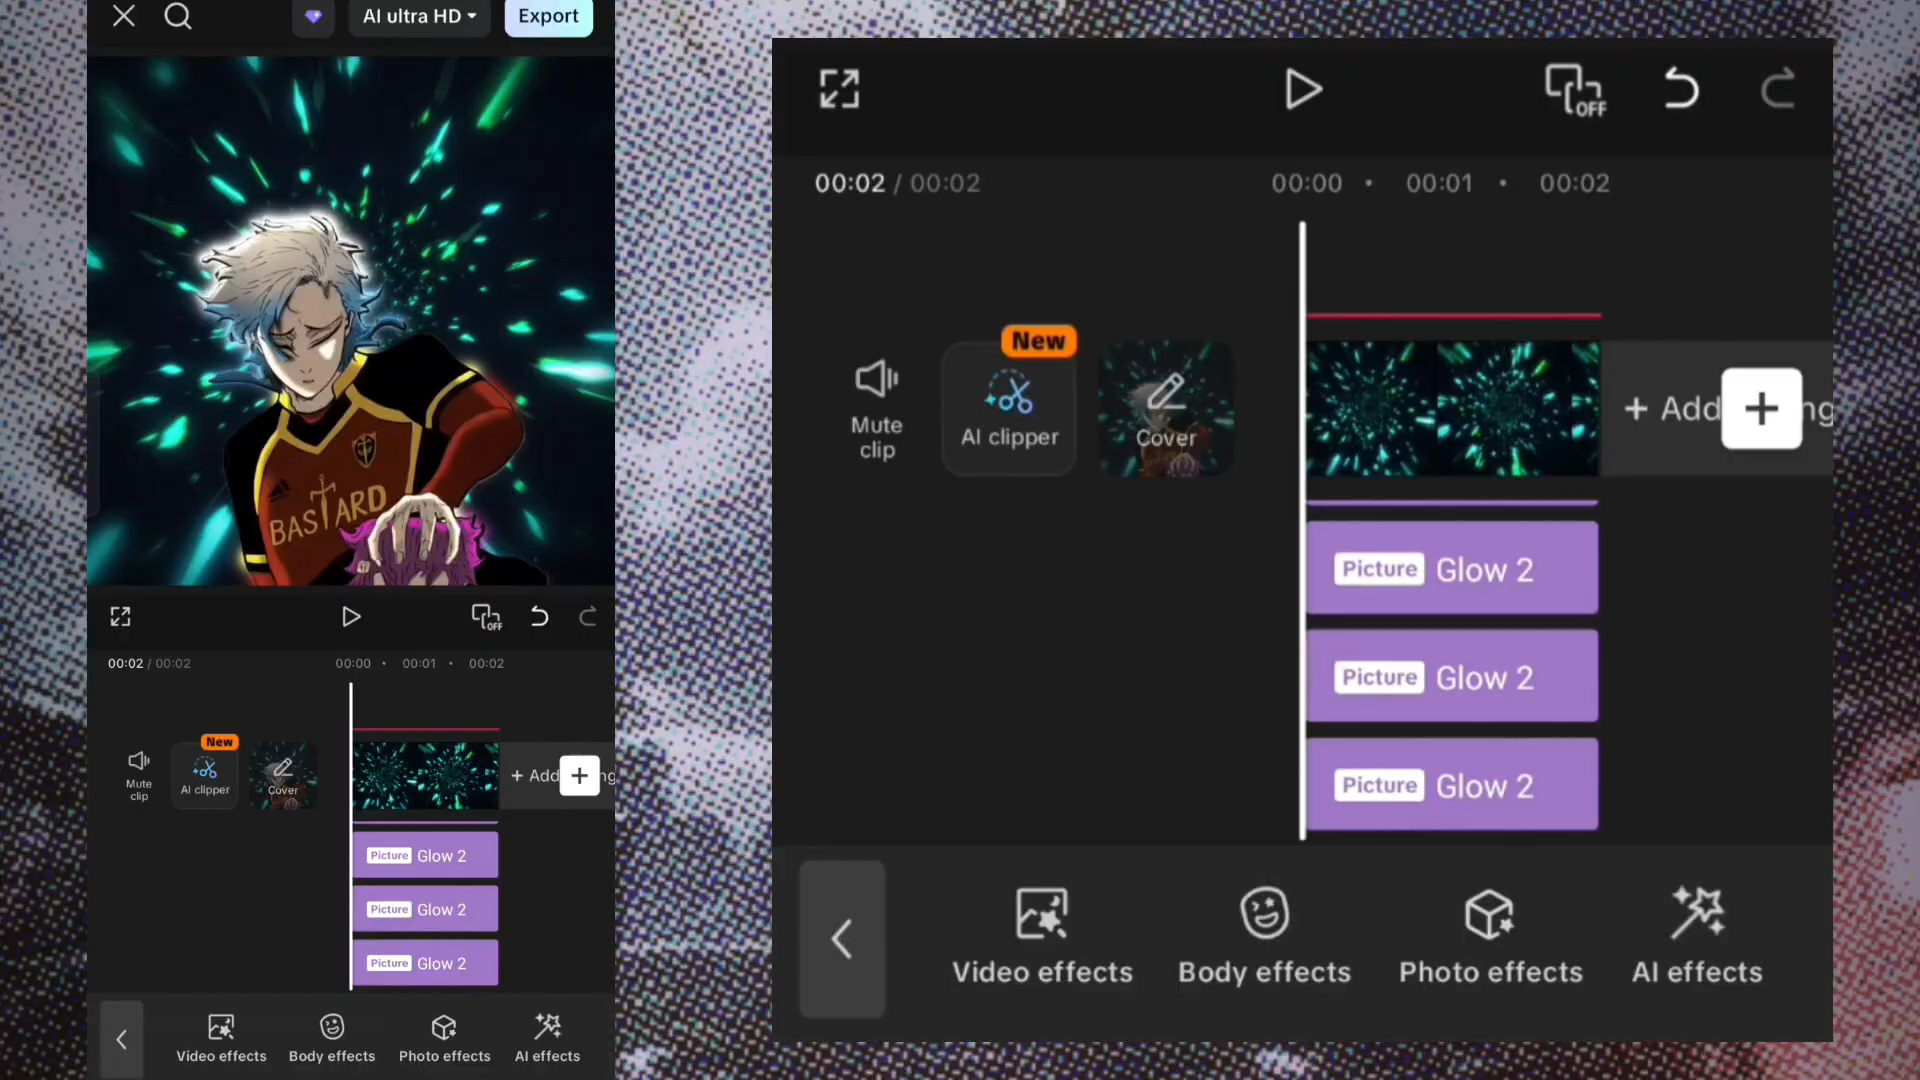 AI ultra HD
Export
BASTARD
OFF
00:02 / 00:02
00:00
00:01
00:02
New
Mute
clip
AI clipper
Cover
+ Add
ng
Picture Glow 2
Picture Glow 2
Picture Glow 2
Video effects
Body effects
Photo effects
AI effects
OFF
00:02 / 00:02
00:00
00:01
00:02
New
Mute
clip
AI clipper
Cover
+ Add
ng
Picture Glow 2
Picture Glow 2
Picture Glow 2
Video effects
Body effects
Photo effects
AI effects